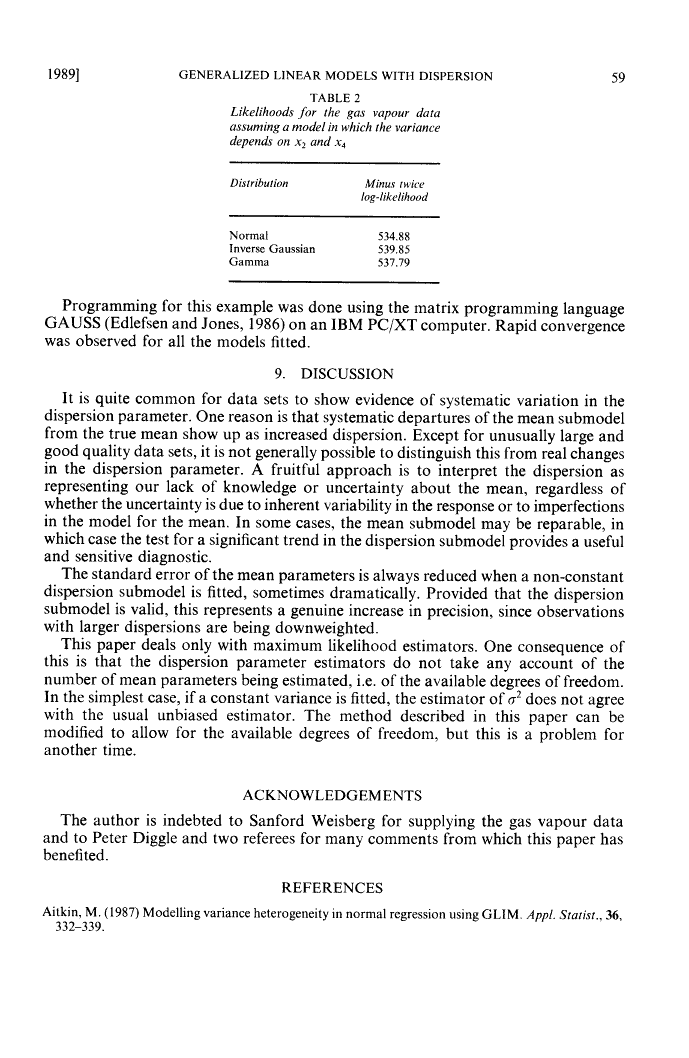 1989] GENERALIZED LINEAR MODELS WITH DISPERSION 59
TABLE 2
Likelihoods for the gas vapour data
assuming a model in which the variance
depends on x₂ and x₄
Distribution Minus twice
log-likelihood
Normal 534.88
Inverse Gaussian 539.85
Gamma 537.79
Programming for this example was done using the matrix programming language
GAUSS (Edlefsen and Jones, 1986) on an IBM PC/XT computer. Rapid convergence
was observed for all the models fitted.
9. DISCUSSION
It is quite common for data sets to show evidence of systematic variation in the
dispersion parameter. One reason is that systematic departures of the mean submodel
from the true mean show up as increased dispersion. Except for unusually large and
good quality data sets, it is not generally possible to distinguish this from real changes
in the dispersion parameter. A fruitful approach is to interpret the dispersion as
representing our lack of knowledge or uncertainty about the mean, regardless of
whether the uncertainty is due to inherent variability in the response or to imperfections
in the model for the mean. In some cases, the mean submodel may be reparable, in
which case the test for a significant trend in the dispersion submodel provides a useful
and sensitive diagnostic.
The standard error of the mean parameters is always reduced when a non-constant
dispersion submodel is fitted, sometimes dramatically. Provided that the dispersion
submodel is valid, this represents a genuine increase in precision, since observations
with larger dispersions are being downweighted.
This paper deals only with maximum likelihood estimators. One consequence of
this is that the dispersion parameter estimators do not take any account of the
number of mean parameters being estimated, i.e. of the available degrees of freedom.
In the simplest case, if a constant variance is fitted, the estimator of σ² does not agree
with the usual unbiased estimator. The method described in this paper can be
modified to allow for the available degrees of freedom, but this is a problem for
another time.
ACKNOWLEDGEMENTS
The author is indebted to Sanford Weisberg for supplying the gas vapour data
and to Peter Diggle and two referees for many comments from which this paper has
benefited.
REFERENCES
Aitkin, M. (1987) Modelling variance heterogeneity in normal regression using GLIM. Appl. Statist., 36,
332–339.